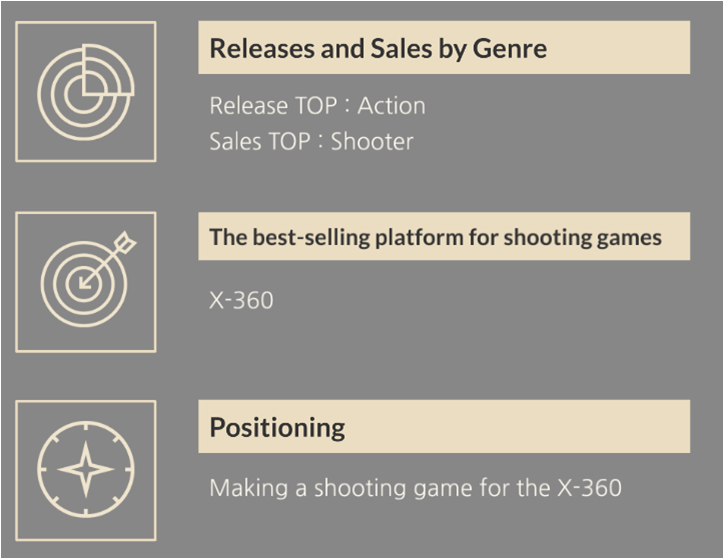 Releases and Sales by Genre
Release TOP : Action
Sales TOP : Shooter
The best-selling platform for shooting games
X-360
Positioning
Making a shooting game for the X-360